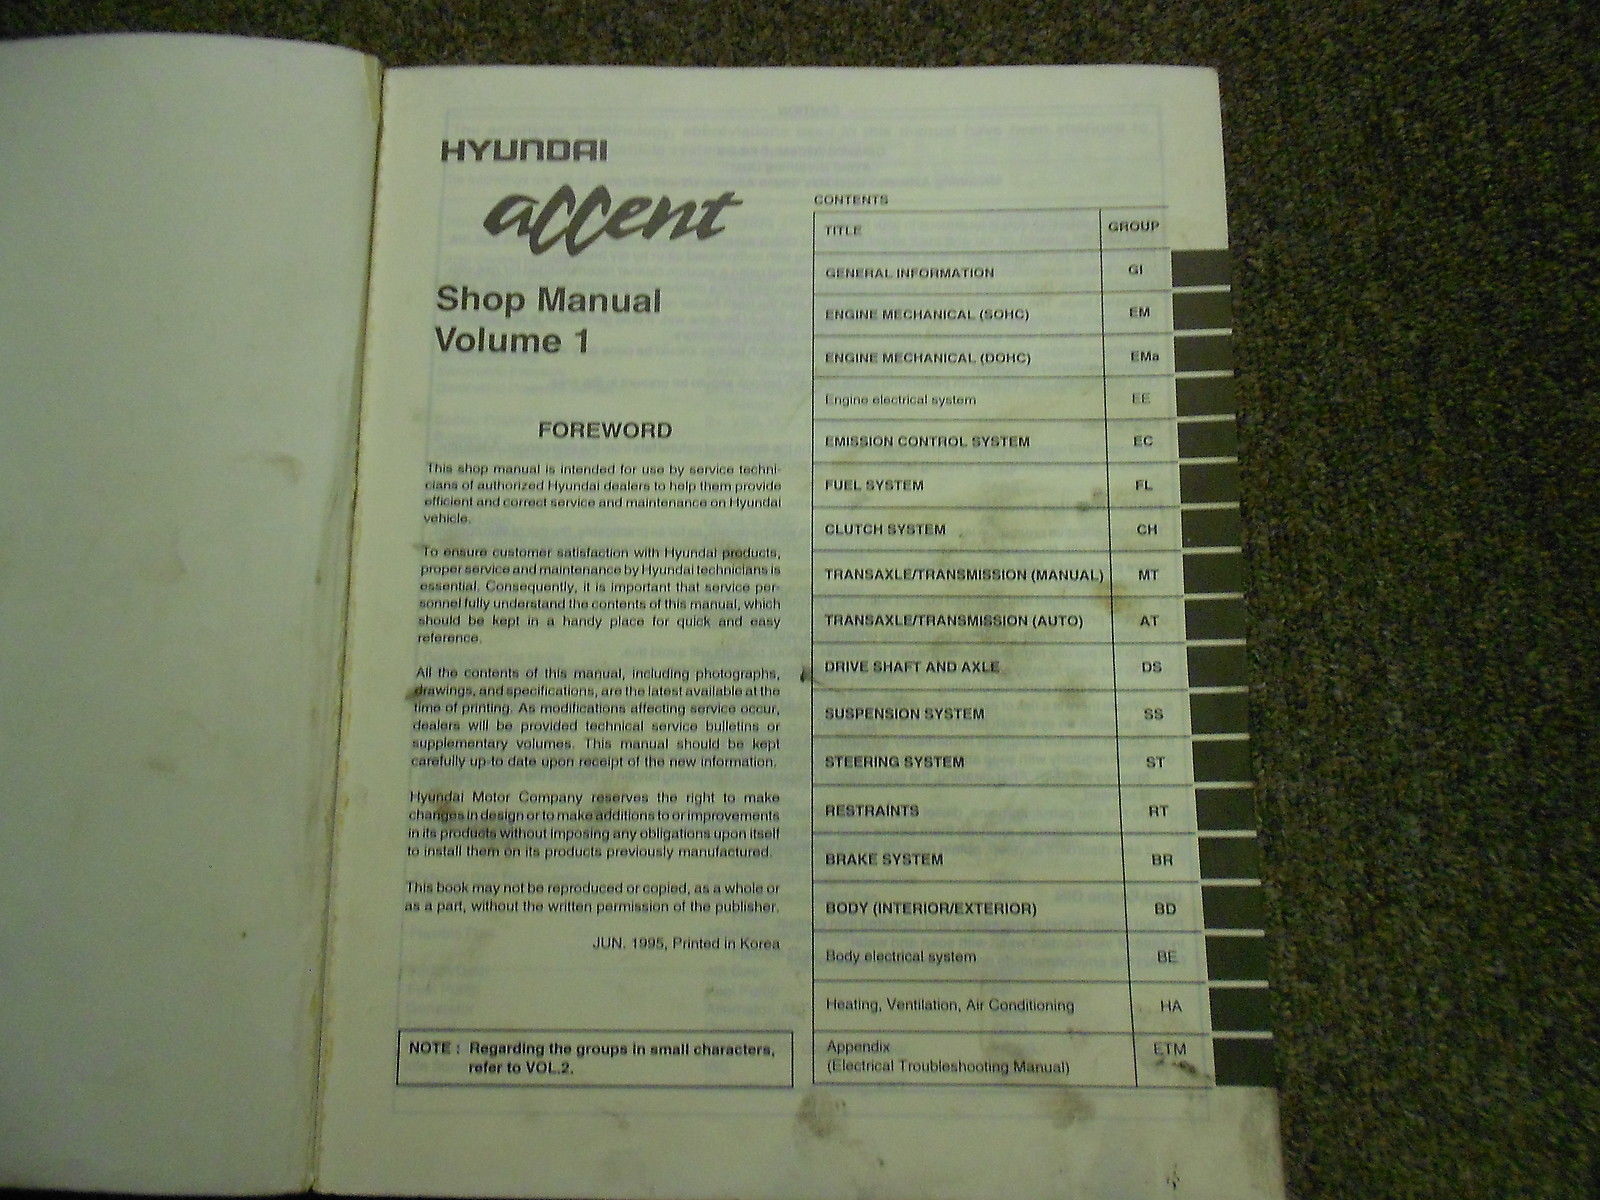 HYUNDAI
accent
Shop Manual
Volume 1
FOREWORD
This shop manual is intended for use by service techni-
cians of authorized Hyundai dealers to help them provide
efficient and correct service and maintenance on Hyundai
vehicle.
To ensure customer satisfaction with Hyundai products,
proper service and maintenance by Hyundai technicians is
essential. Consequently, it is important that service per-
sonnel fully understand the contents of this manual, which
should be kept in a handy place for quick and easy
reference.
All the contents of this manual, including photographs,
drawings, and specifications, are the latest available at the
time of printing. As modifications affecting service occur,
dealers will be provided technical service bulletins or
supplementary volumes. This manual should be kept
carefully up-to date upon receipt of the new information.
Hyundai Motor Company reserves the right to make
changes in design or to make additions to or improvements
in its products without imposing any obligations upon itself
to install them on its products previously manufactured.
This book may not be reproduced or copied, as a whole or
as a part, without the written permission of the publisher.
JUN. 1995, Printed in Korea
NOTE : Regarding the groups in small characters,
refer to VOL.2.
CONTENTS
TITLE GROUP
GENERAL INFORMATION GI
ENGINE MECHANICAL (SOHC) EM
ENGINE MECHANICAL (DOHC) EMa
Engine electrical system EE
EMISSION CONTROL SYSTEM EC
FUEL SYSTEM FL
CLUTCH SYSTEM CH
TRANSAXLE/TRANSMISSION (MANUAL) MT
TRANSAXLE/TRANSMISSION (AUTO) AT
DRIVE SHAFT AND AXLE DS
SUSPENSION SYSTEM SS
STEERING SYSTEM ST
RESTRAINTS RT
BRAKE SYSTEM BR
BODY (INTERIOR/EXTERIOR) BD
Body electrical system BE
Heating, Ventilation, Air Conditioning HA
Appendix ETM
(Electrical Troubleshooting Manual)